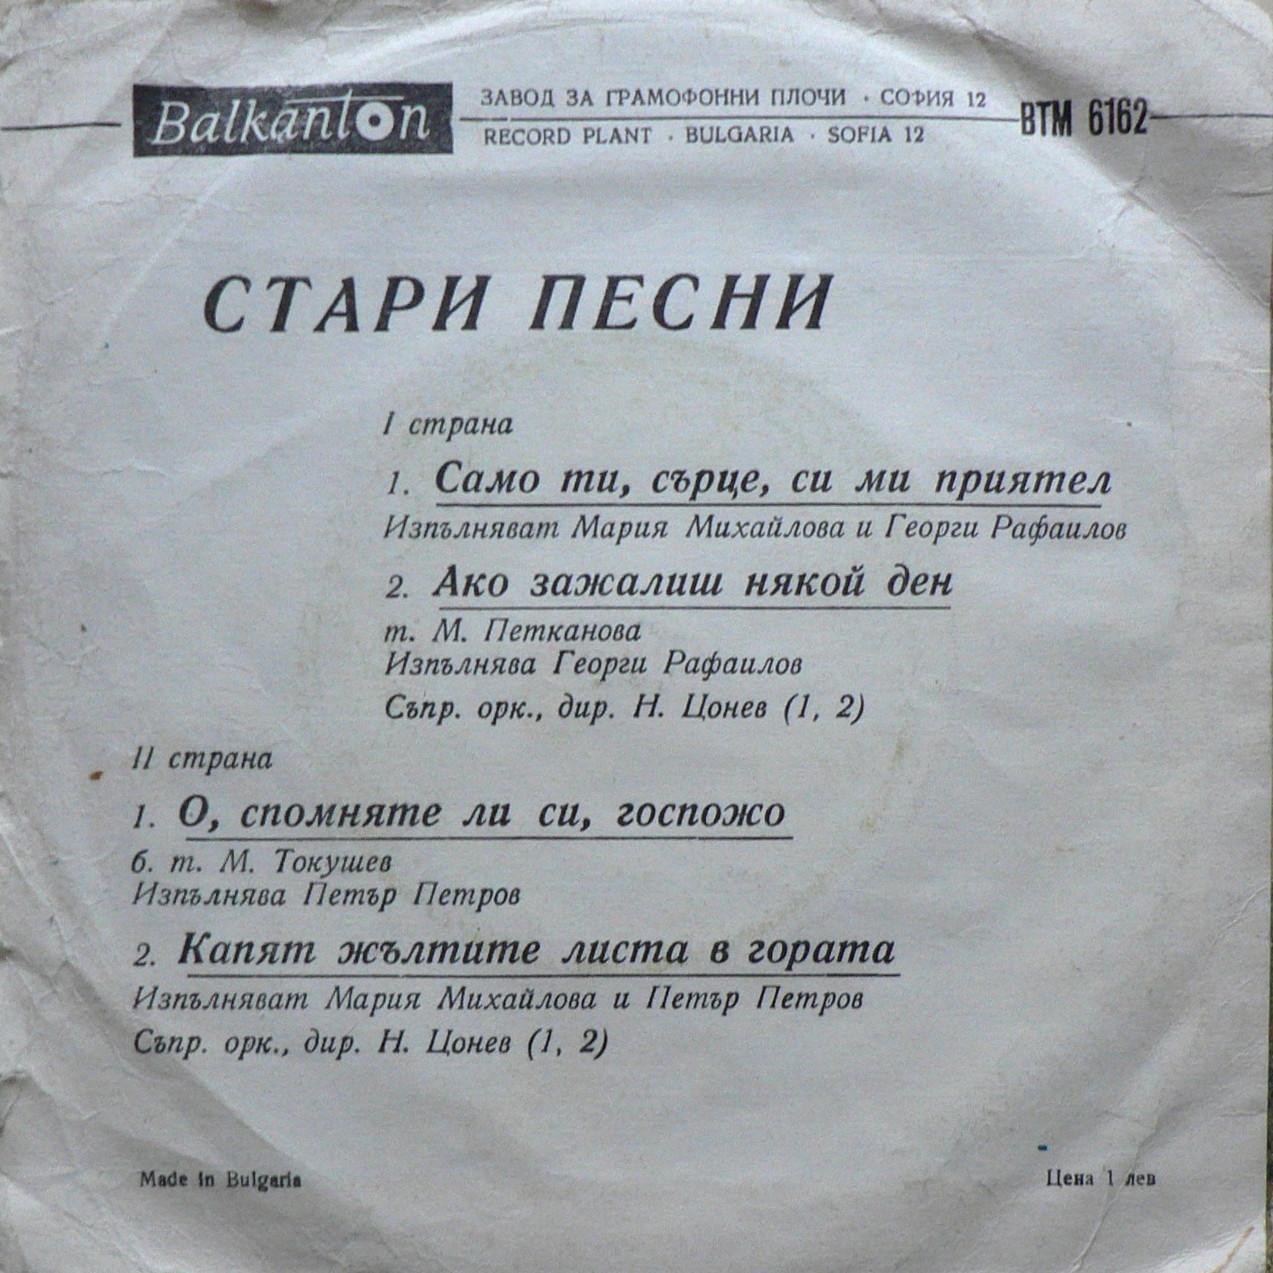 Balkanton
ЗАВОД ЗА ГРАМОФОННИ ПЛОЧИ · СОФИЯ 12
RECORD PLANT · BULGARIA · SOFIA 12
ВТМ 6162
СТАРИ ПЕСНИ
I страна
1. Само ти, сърце, си ми приятел
Изпълняват Мария Михайлова и Георги Рафаилов
2. Ако зажалиш някой ден
т. М. Петканова
Изпълнява Георги Рафаилов
Съпр. орк., дир. Н. Цонев (1, 2)
II страна
1. О, спомняте ли си, госпожо
б. т. М. Токушев
Изпълнява Петър Петров
2. Капят жълтите листа в гората
Изпълняват Мария Михайлова и Петър Петров
Съпр. орк., дир. Н. Цонев (1, 2)
Made in Bulgaria
Цена 1 лев